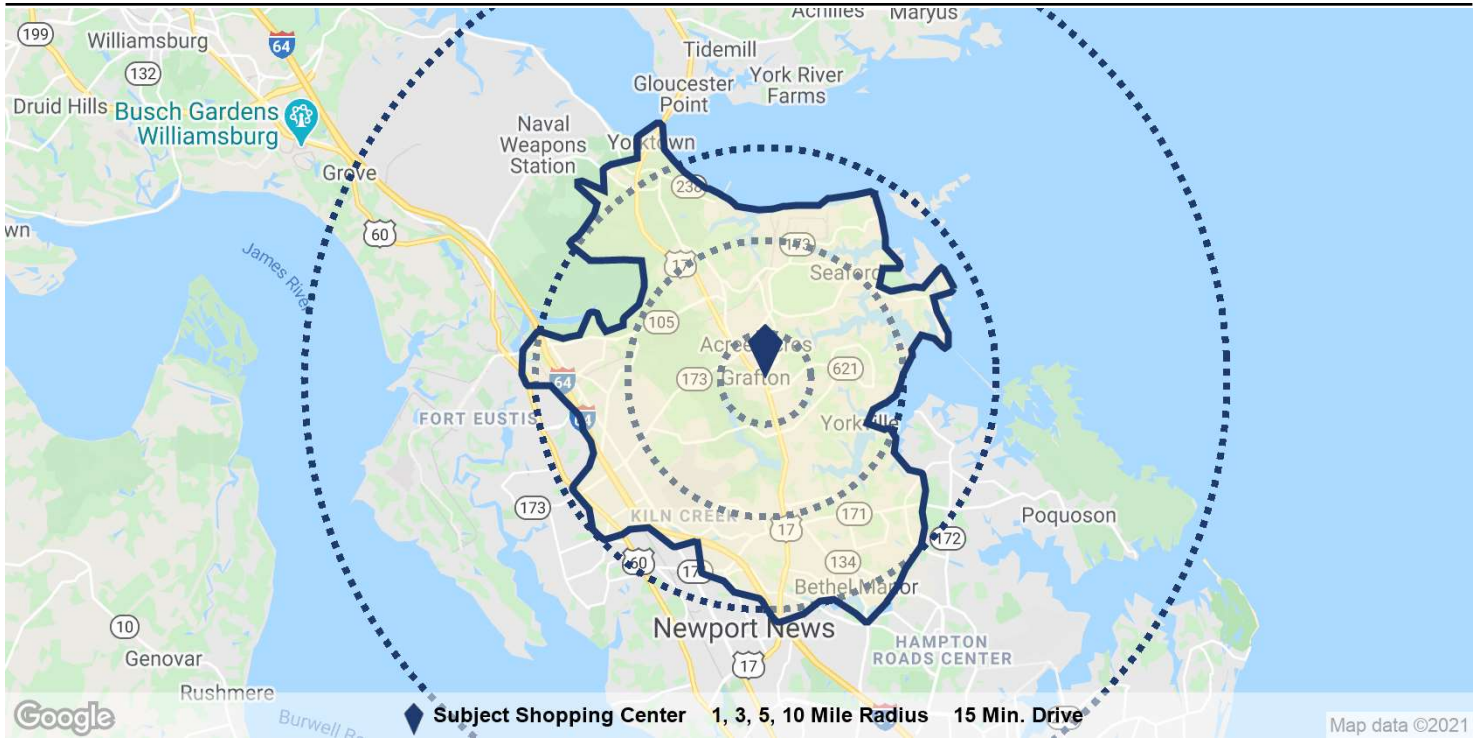 Achilles Maryus
199
Williamsburg
64
Tidemill
132
Gloucester
Point
York River
Farms
Druid Hills
Busch Gardens
Williamsburg
Naval
Weapons
Station
Yorktown
Grove
238
60
wn
17
173
Seaford
James River
105
Acree Acres
173
Grafton
621
64
FORT EUSTIS
64
Yorkville
173
KILN CREEK
171
17
Poquoson
172
60
17
134
Bethel Manor
10
Newport News
HAMPTON
ROADS CENTER
Genovar
17
Rushmere
Google
Subject Shopping Center 1, 3, 5, 10 Mile Radius 15 Min. Drive
Map data ©2021